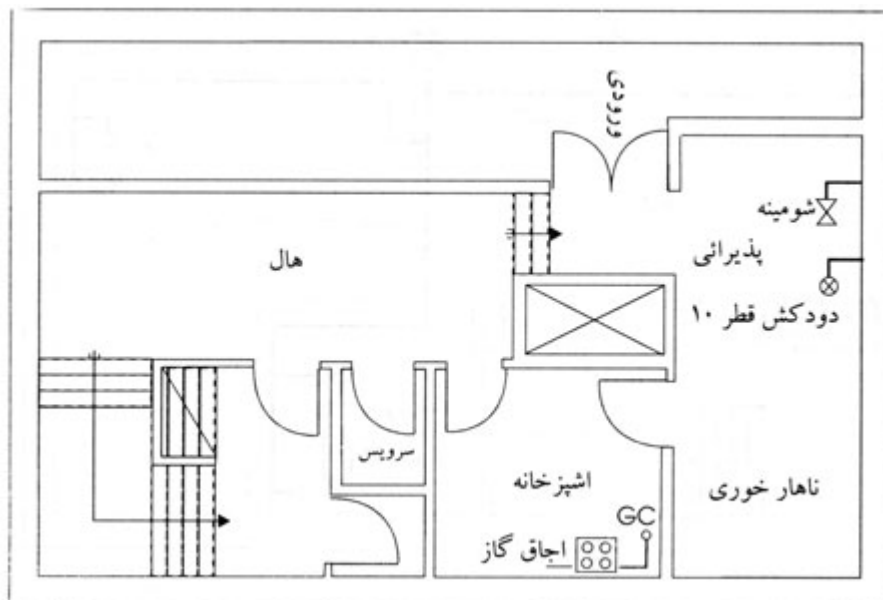 ورودی
شومینه
پذیرائی
هال
دودکش قطر ۱۰
سرویس
اشپزخانه
ناهار خوری
GC
اجاق گاز